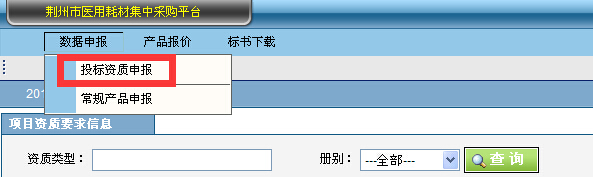 荆州市医用耗材集中采购平台
数据申报 产品报价 标书下载
投标资质申报
201
常规产品申报
项目资质要求信息
资质类型： 册别： ---全部--- 查 询